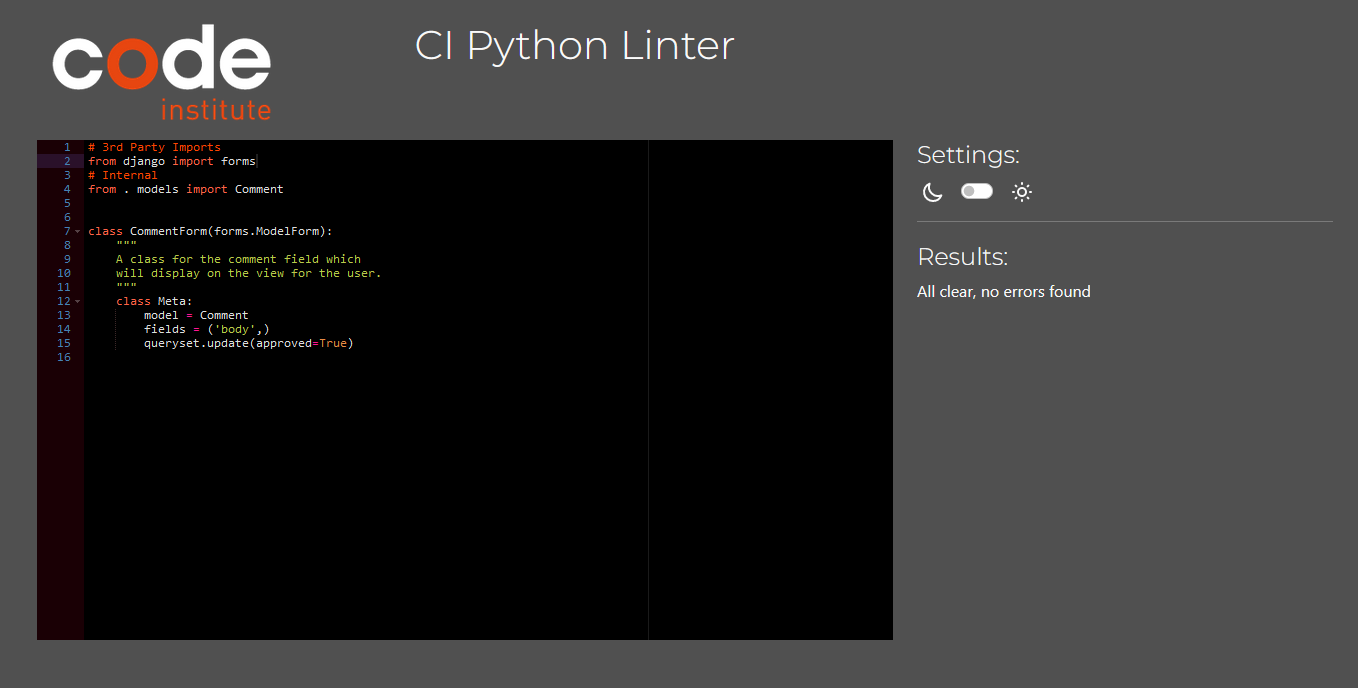 code
institute
CI Python Linter
1 # 3rd Party Imports
2 from django import forms
3 # Internal
4 from . models import Comment
5
6
7 class CommentForm(forms.ModelForm):
8     """
9     A class for the comment field which
10     will display on the view for the user.
11     """
12     class Meta:
13         model = Comment
14         fields = ('body',)
15         queryset.update(approved=True)
16
Settings:
Results:
All clear, no errors found